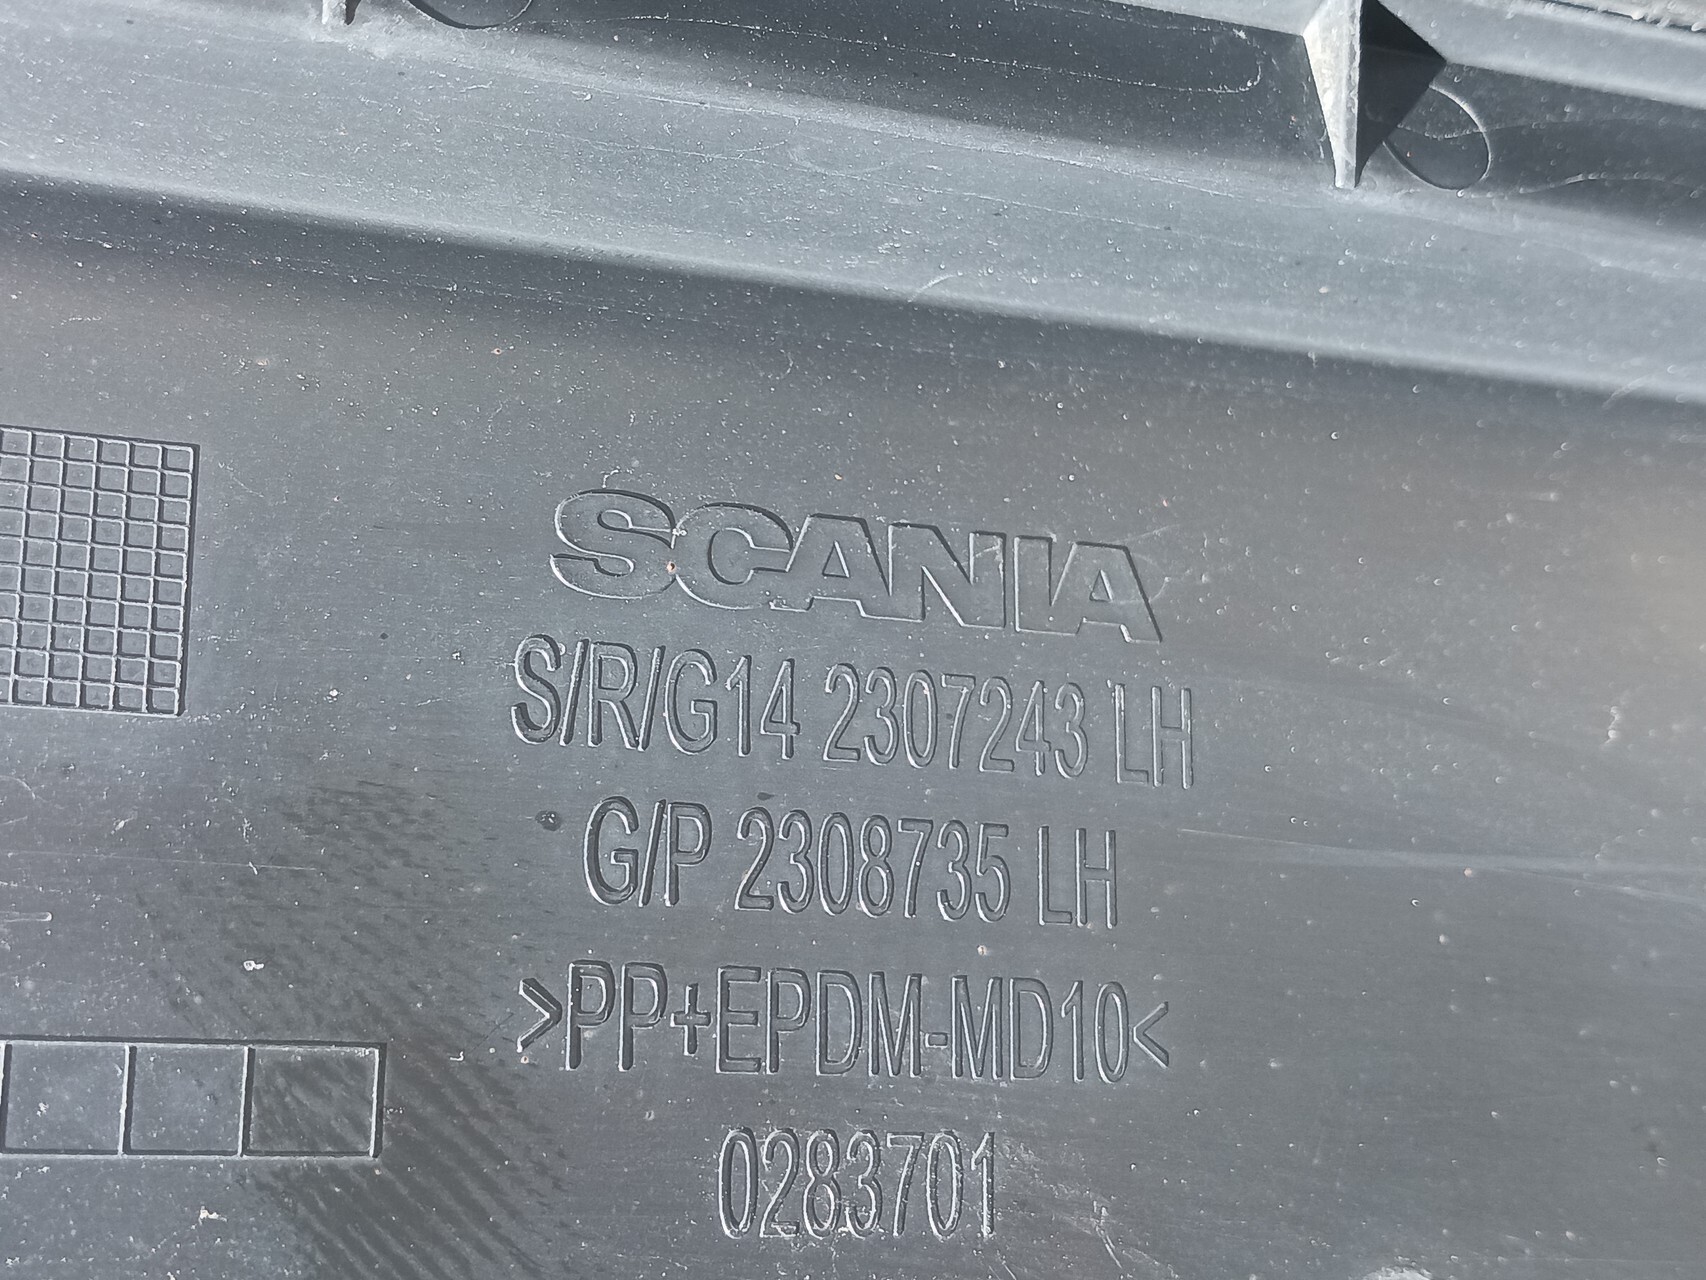 SCANIA
S/R/G14 2307243 LH
G/P 2308735 LH
>PP+EPDM-MD10<
0283701